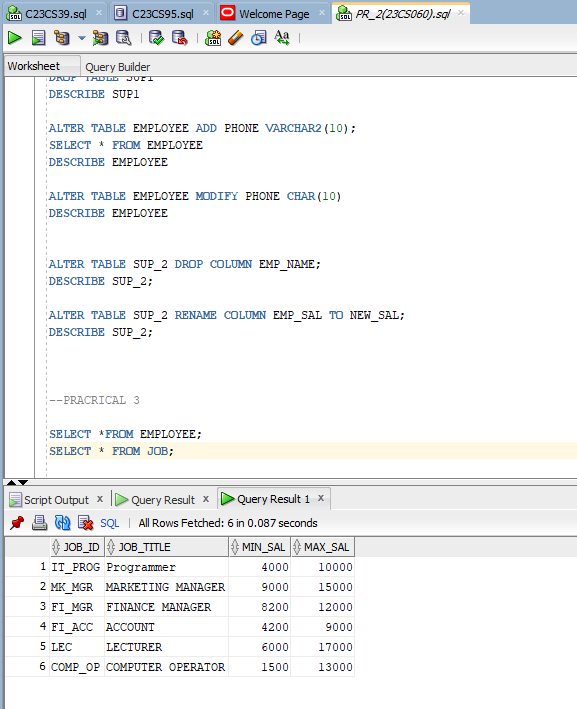 C23CS39.sql C23CS95.sql Welcome Page PR_2(23CS060).sql
Worksheet Query Builder
DROP TABLE SUP1
DESCRIBE SUP1
ALTER TABLE EMPLOYEE ADD PHONE VARCHAR2(10);
SELECT * FROM EMPLOYEE
DESCRIBE EMPLOYEE
ALTER TABLE EMPLOYEE MODIFY PHONE CHAR(10)
DESCRIBE EMPLOYEE
ALTER TABLE SUP_2 DROP COLUMN EMP_NAME;
DESCRIBE SUP_2;
ALTER TABLE SUP_2 RENAME COLUMN EMP_SAL TO NEW_SAL;
DESCRIBE SUP_2;
--PRACRICAL 3
SELECT *FROM EMPLOYEE;
SELECT * FROM JOB;
Script Output Query Result Query Result 1
SQL All Rows Fetched: 6 in 0.087 seconds
JOB_ID JOB_TITLE MIN_SAL MAX_SAL
1 IT_PROG Programmer 4000 10000
2 MK_MGR MARKETING MANAGER 9000 15000
3 FI_MGR FINANCE MANAGER 8200 12000
4 FI_ACC ACCOUNT 4200 9000
5 LEC LECTURER 6000 17000
6 COMP_OP COMPUTER OPERATOR 1500 13000